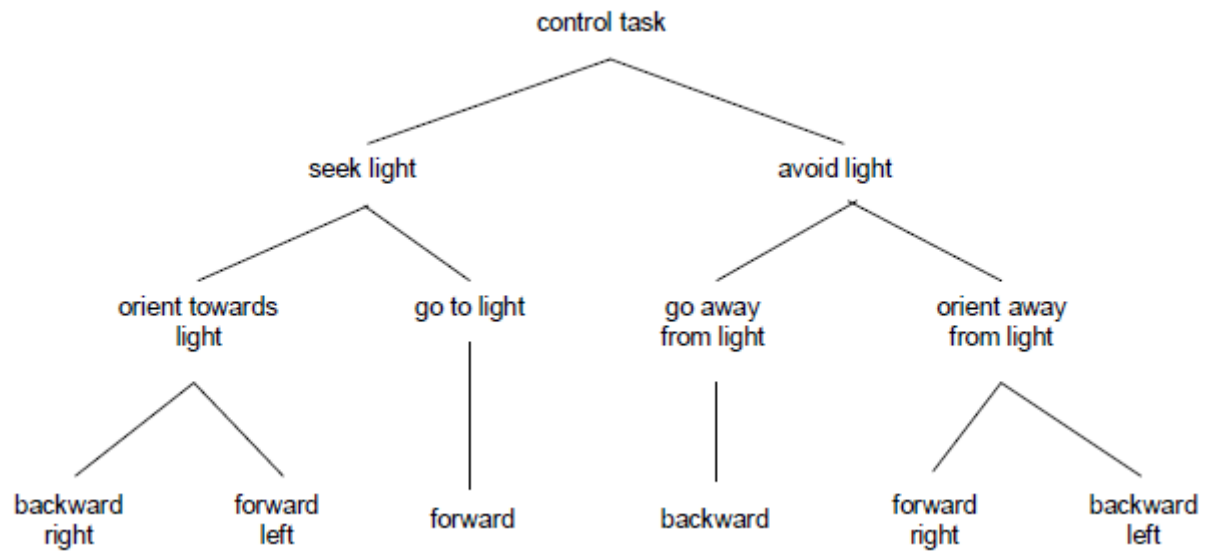 control task
seek light
avoid light
orient towards
light
go to light
go away
from light
orient away
from light
backward
right
forward
left
forward
backward
forward
right
backward
left